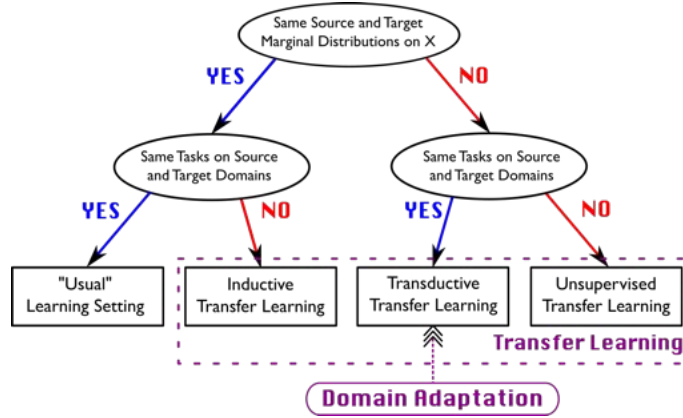 Same Source and Target
Marginal Distributions on X
YES
NO
Same Tasks on Source
and Target Domains
Same Tasks on Source
and Target Domains
YES
NO
YES
NO
"Usual"
Learning Setting
Inductive
Transfer Learning
Transductive
Transfer Learning
Unsupervised
Transfer Learning
Transfer Learning
Domain Adaptation